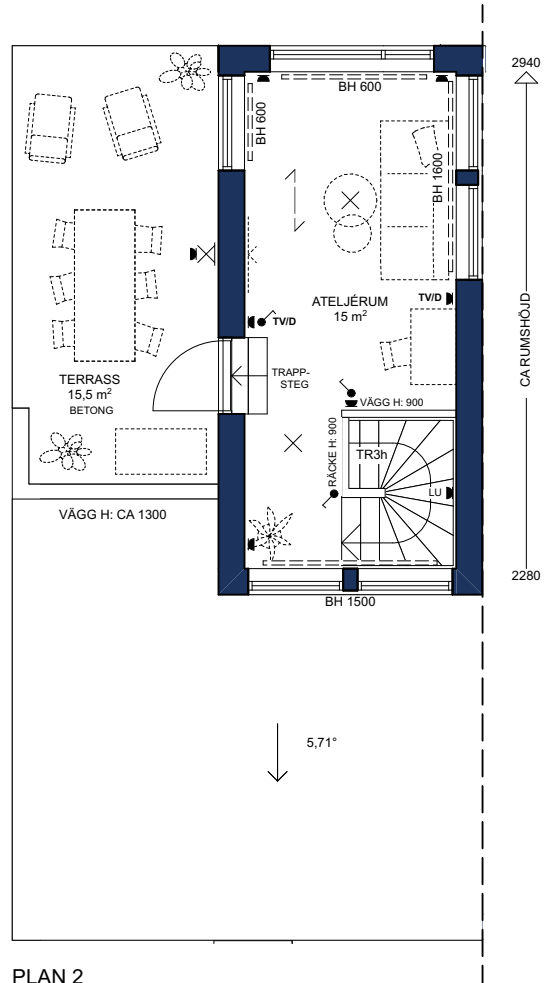 2940
BH 600
BH 600
BH 1600
CA RUMSHÖJD
ATELJÉRUM
15 m²
TV/D
TV/D
TRAPP-
STEG
TERRASS
15,5 m²
BETONG
VÄGG H: 900
RÄCKE H: 900
TR3h
LU
VÄGG H: CA 1300
2280
BH 1500
5,71°
PLAN 2